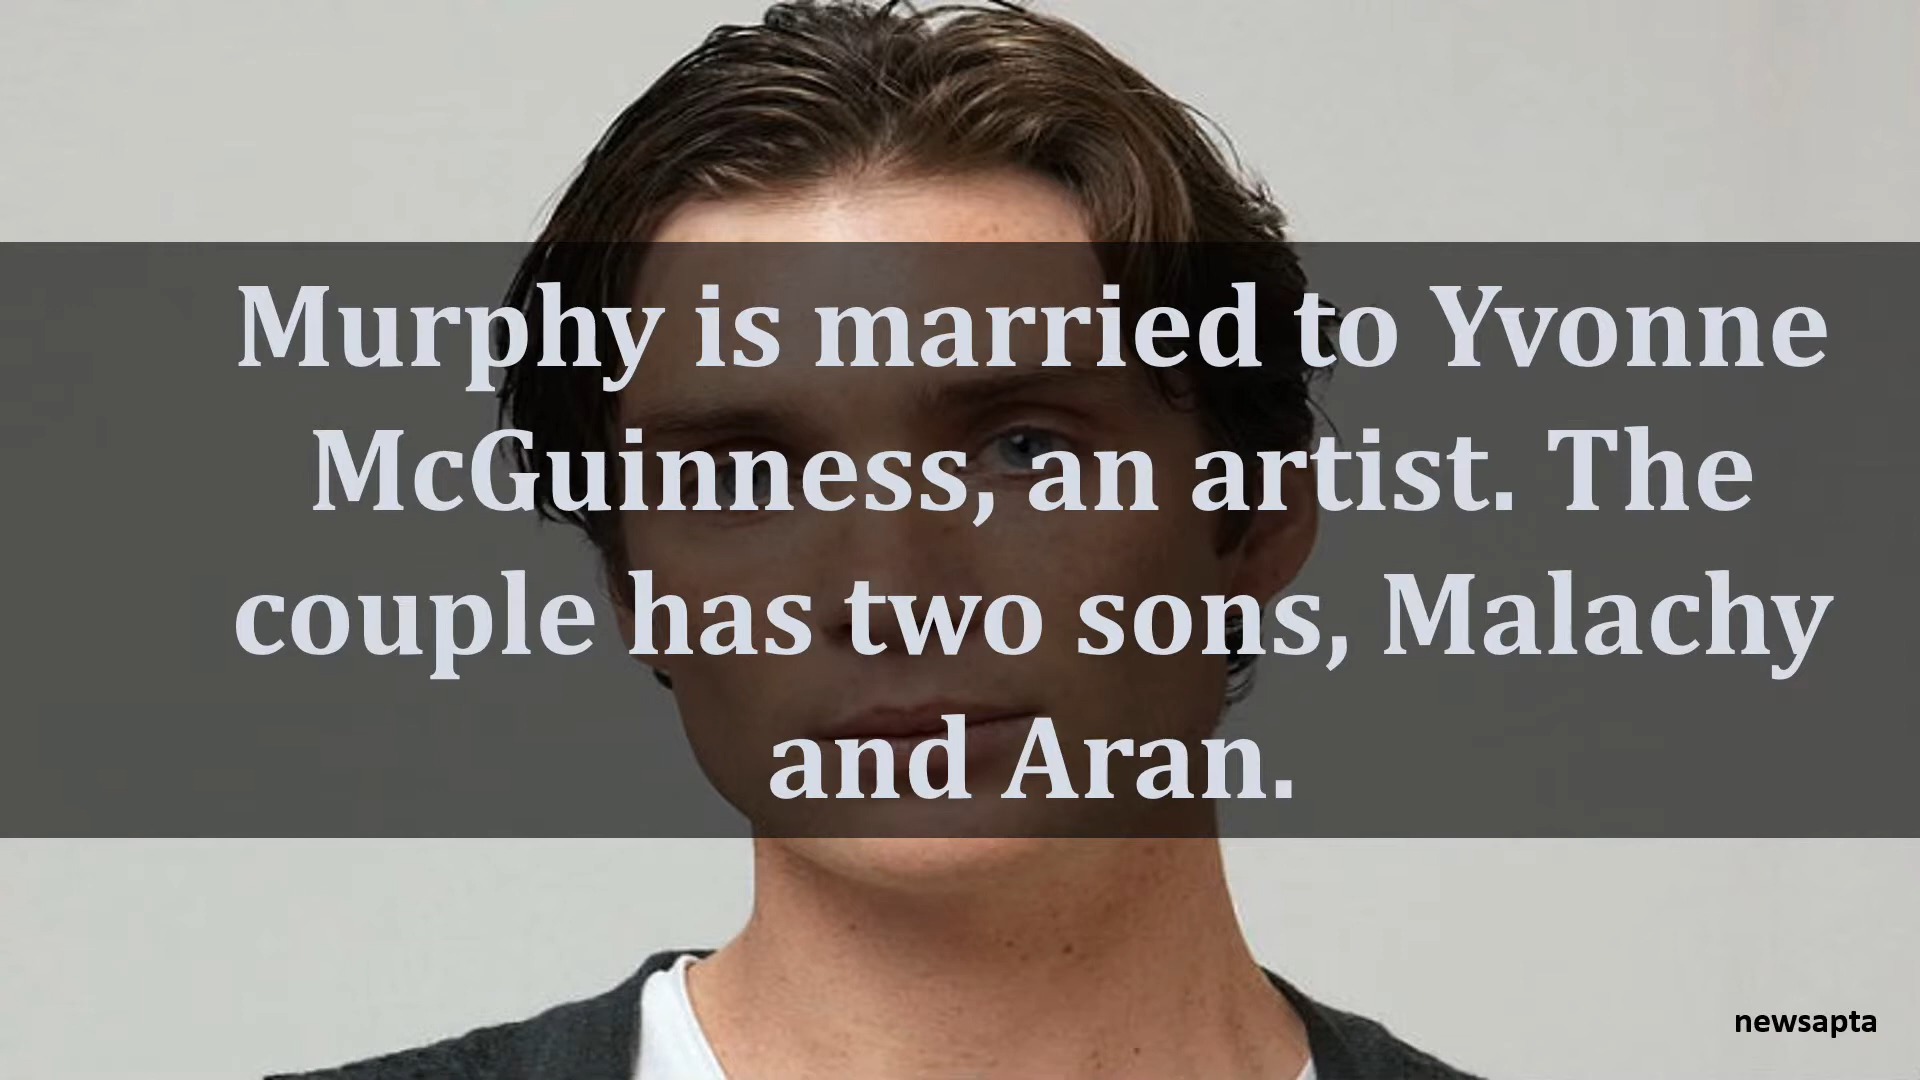 Murphy is married to Yvonne
McGuinness, an artist. The
couple has two sons, Malachy
and Aran.
newsapta